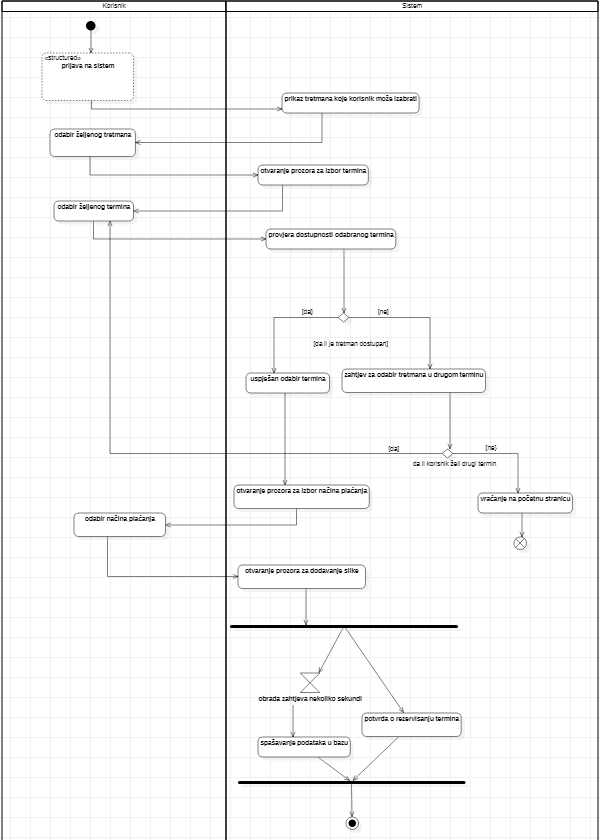 Korisnik
Sistem
«structured»
prijava na sistem
prikaz tretmana koje korisnik može izabrati
odabir željenog tretmana
otvaranje prozora za izbor termina
odabir željenog termina
provjera dostupnosti odabranog termina
[da]
[ne]
[da li je tretman dostupan]
uspješan odabir termina
zahtjev za odabir tretmana u drugom terminu
[da]
[ne}
da li korisnik želi drugi termin
otvaranje prozora za izbor načina plaćanja
vraćanje na početnu stranicu
odabir načina plaćanja
otvaranje prozora za dodavanje slike
obrada zahtjeva nekoliko sekundi
potvrda o rezervisanju termina
spašavanje podataka u bazu